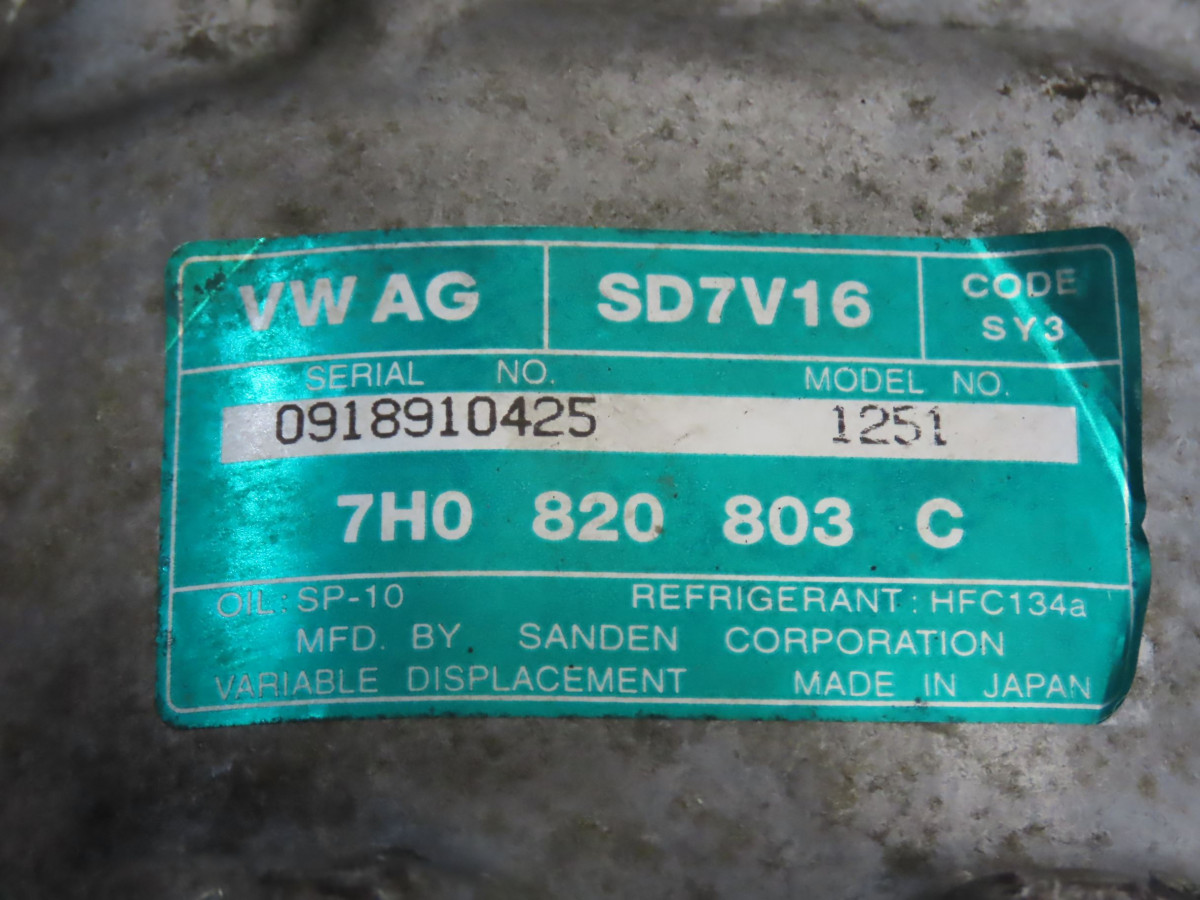 VW AG SD7V16 CODE SY3
SERIAL NO. MODEL NO.
0918910425 1251
7H0 820 803 C
OIL: SP-10 REFRIGERANT: HFC134a
MFD. BY. SANDEN CORPORATION
VARIABLE DISPLACEMENT MADE IN JAPAN